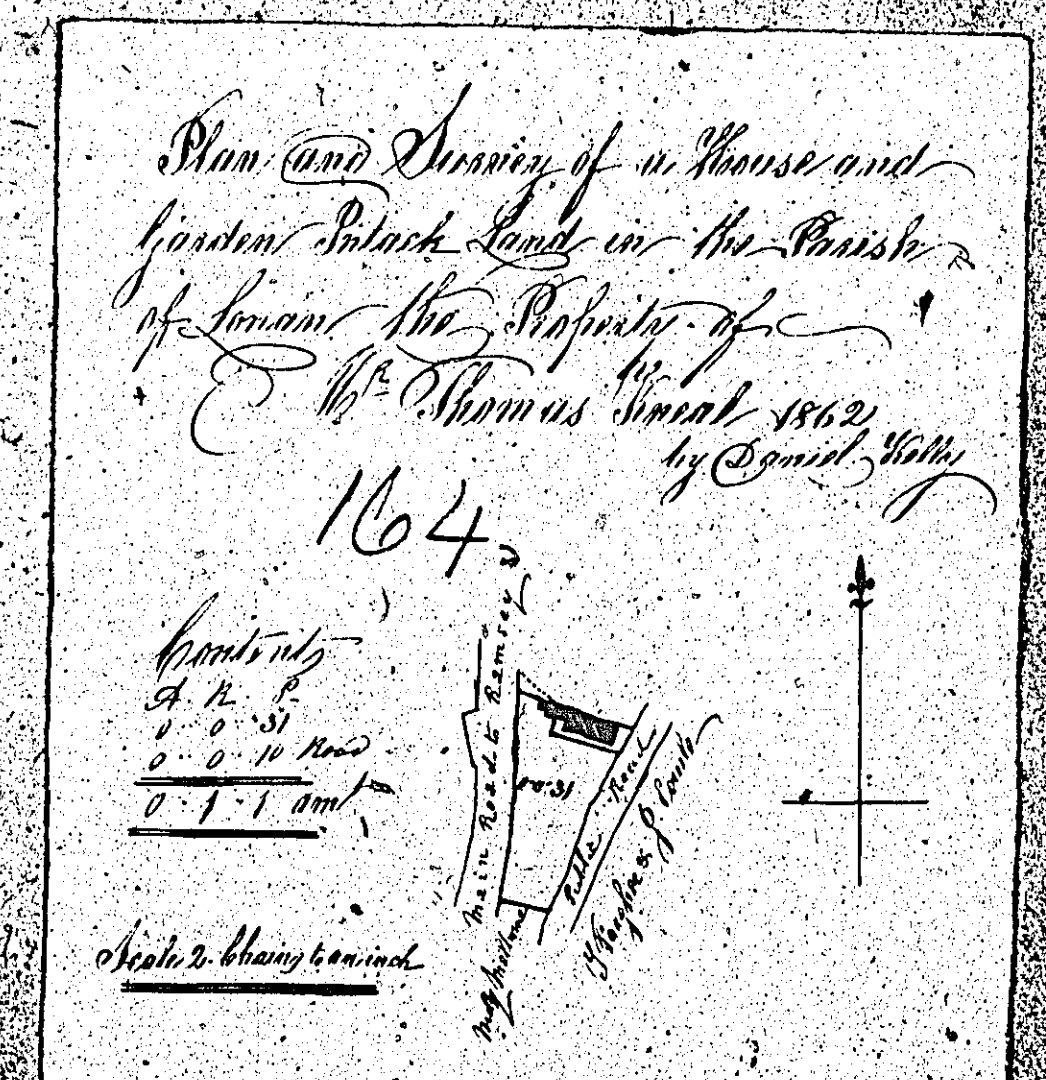 Plan and Survey of a House and
Garden Intack Land in the Parish
of Lonan the Property of
Mr Thomas Kneal 1862
by Daniel Kelly
164
Contents
A R P
0 .. 0 .. 31
0 .. 0 .. 10 Road
0 .. 1 .. 1 amt
Main Road to Ramsey
0 0 31
Public Road
Scale 2 Chains to an inch